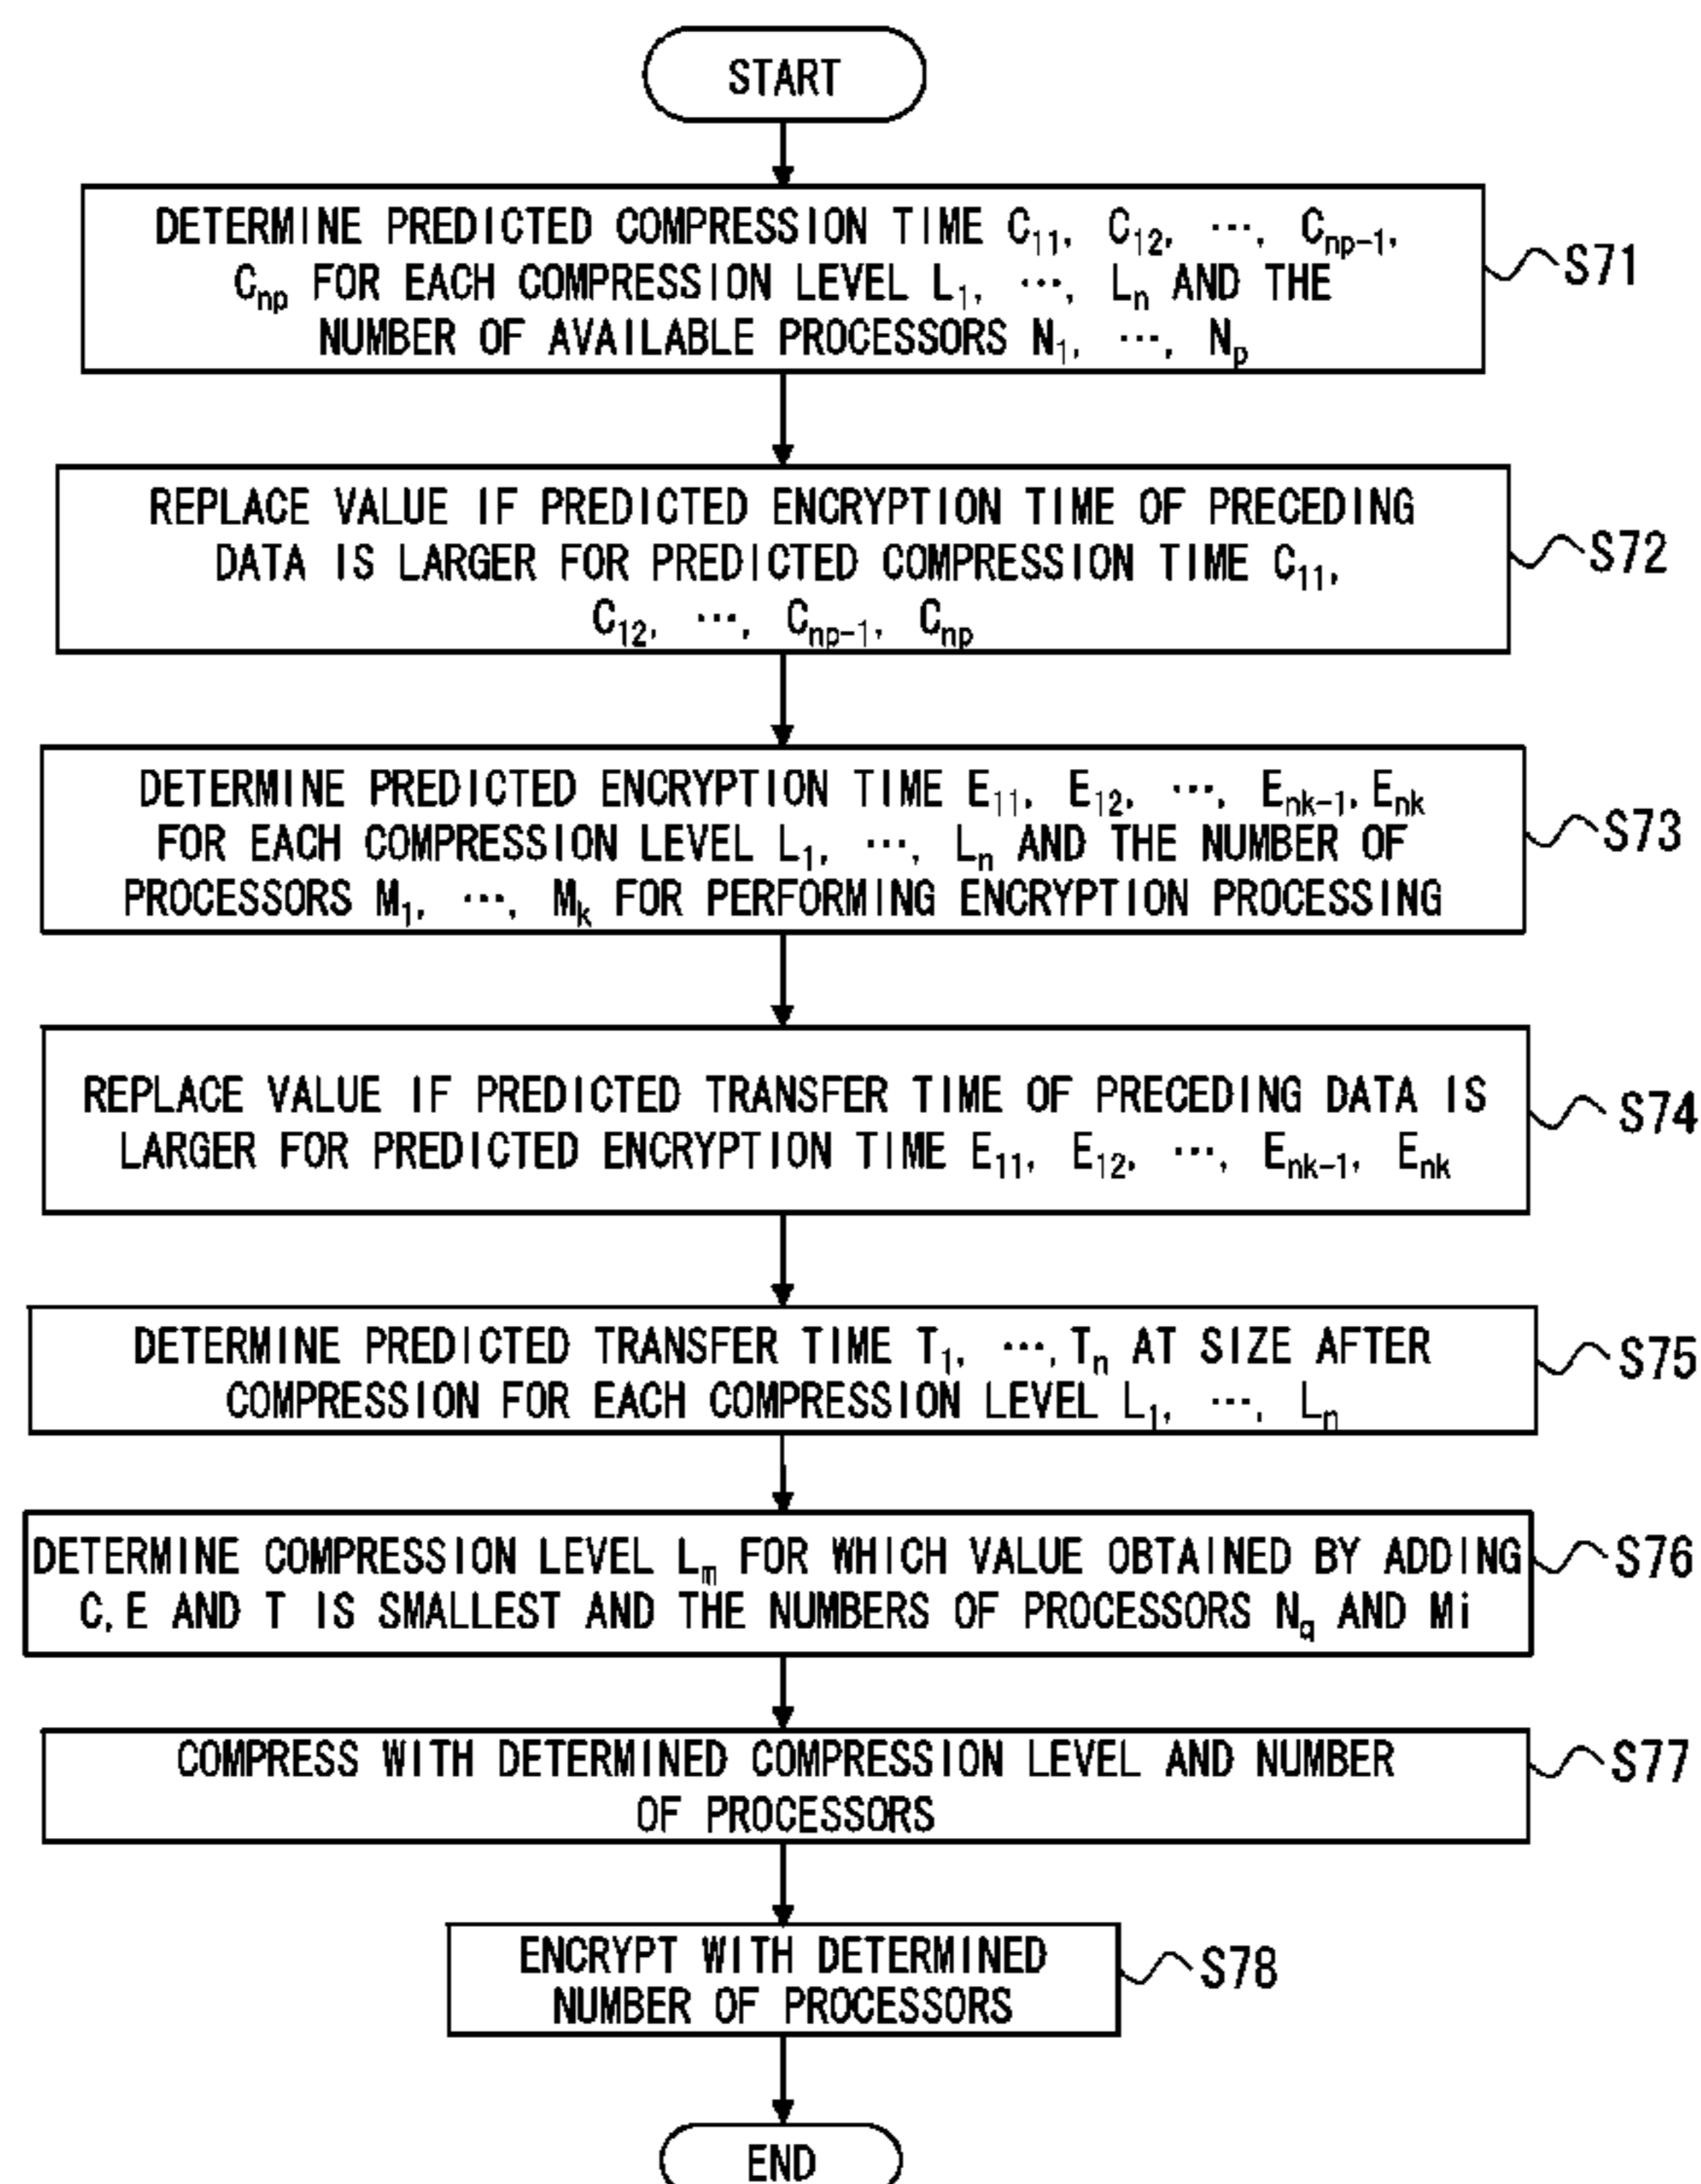 START
DETERMINE PREDICTED COMPRESSION TIME C₁₁, C₁₂, ⋯, Cₙₚ₋₁,
Cₙₚ FOR EACH COMPRESSION LEVEL L₁, ⋯, Lₙ AND THE
NUMBER OF AVAILABLE PROCESSORS N₁, ⋯, Nₚ
S71
REPLACE VALUE IF PREDICTED ENCRYPTION TIME OF PRECEDING
DATA IS LARGER FOR PREDICTED COMPRESSION TIME C₁₁,
C₁₂, ⋯, Cₙₚ₋₁, Cₙₚ
S72
DETERMINE PREDICTED ENCRYPTION TIME E₁₁, E₁₂, ⋯, Eₙₖ₋₁, Eₙₖ
FOR EACH COMPRESSION LEVEL L₁, ⋯, Lₙ AND THE NUMBER OF
PROCESSORS M₁, ⋯, Mₖ FOR PERFORMING ENCRYPTION PROCESSING
S73
REPLACE VALUE IF PREDICTED TRANSFER TIME OF PRECEDING DATA IS
LARGER FOR PREDICTED ENCRYPTION TIME E₁₁, E₁₂, ⋯, Eₙₖ₋₁, Eₙₖ
S74
DETERMINE PREDICTED TRANSFER TIME T₁, ⋯, Tₙ AT SIZE AFTER
COMPRESSION FOR EACH COMPRESSION LEVEL L₁, ⋯, Lₙ
S75
DETERMINE COMPRESSION LEVEL Lₘ FOR WHICH VALUE OBTAINED BY ADDING
C, E AND T IS SMALLEST AND THE NUMBERS OF PROCESSORS N_q AND Mi
S76
COMPRESS WITH DETERMINED COMPRESSION LEVEL AND NUMBER
OF PROCESSORS
S77
ENCRYPT WITH DETERMINED
NUMBER OF PROCESSORS
S78
END